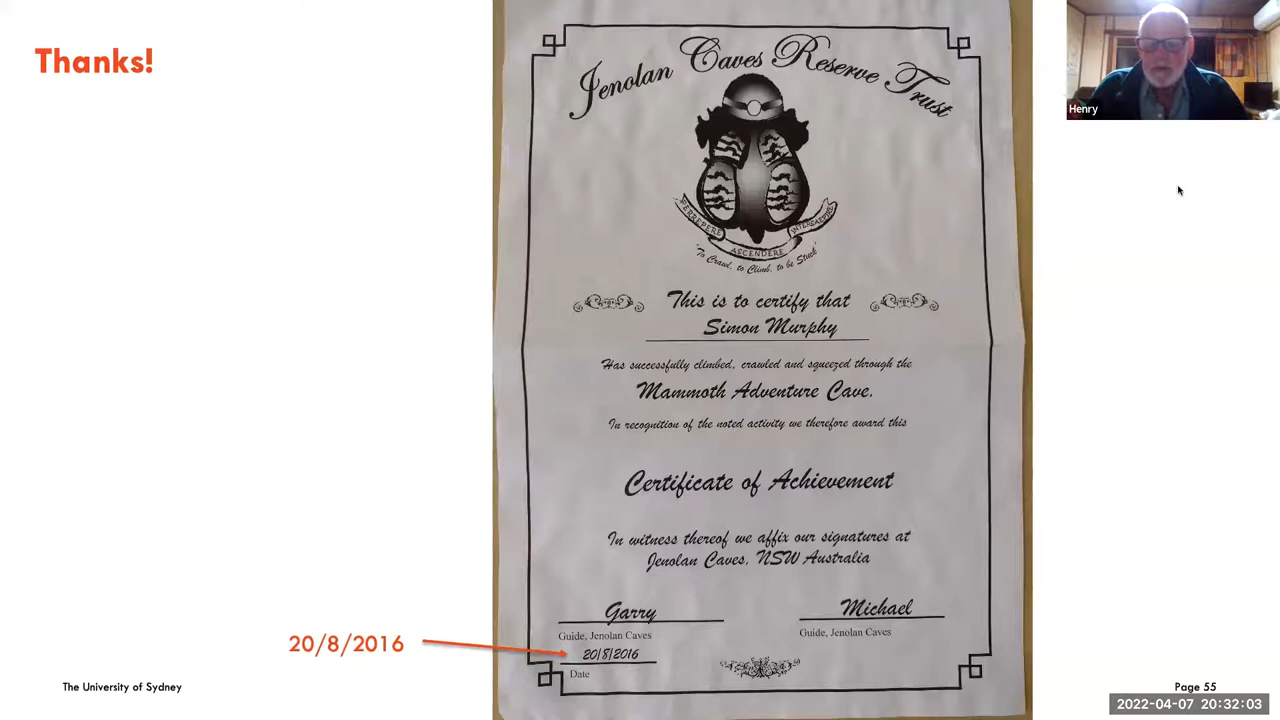 Thanks!
Jenolan Caves Reserve Trust
PERREPERE
ASCENDERE
INTERSAEPIRE
"To Crawl, to Climb, to be Stuck"
This is to certify that
Simon Murphy
Has successfully climbed, crawled and squeezed through the
Mammoth Adventure Cave.
In recognition of the noted activity we therefore award this
Certificate of Achievement
In witness thereof we affix our signatures at
Jenolan Caves, NSW Australia
Garry
Michael
Guide, Jenolan Caves
Guide, Jenolan Caves
20/8/2016
Date
20/8/2016
The University of Sydney
Page 55
Henry
2022-04-07 20:32:03